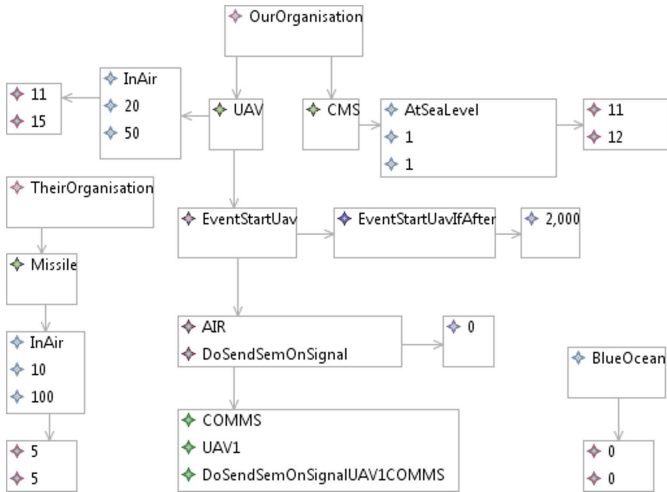 OurOrganisation
InAir
20
50
11
15
UAV
CMS
AtSeaLevel
1
1
11
12
TheirOrganisation
EventStartUav
EventStartUavIfAfter
2,000
Missile
InAir
10
100
AIR
DoSendSemOnSignal
0
BlueOcean
COMMS
UAV1
DoSendSemOnSignalUAV1COMMS
5
5
0
0